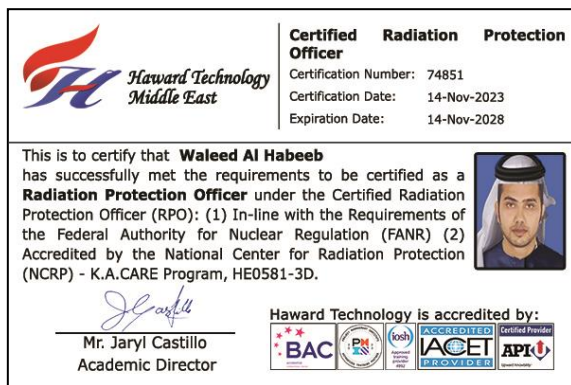 Haward Technology
Middle East
Certified Radiation Protection
Officer
Certification Number: 74851
Certification Date: 14-Nov-2023
Expiration Date: 14-Nov-2028
This is to certify that Waleed Al Habeeb
has successfully met the requirements to be certified as a
Radiation Protection Officer under the Certified Radiation
Protection Officer (RPO): (1) In-line with the Requirements of
the Federal Authority for Nuclear Regulation (FANR) (2)
Accredited by the National Center for Radiation Protection
(NCRP) - K.A.CARE Program, HE0581-3D.
Mr. Jaryl Castillo
Academic Director
Haward Technology is accredited by:
BAC
iosh
Approved
training
provider
ACCREDITED
IACET
PROVIDER
Certified Provider
API